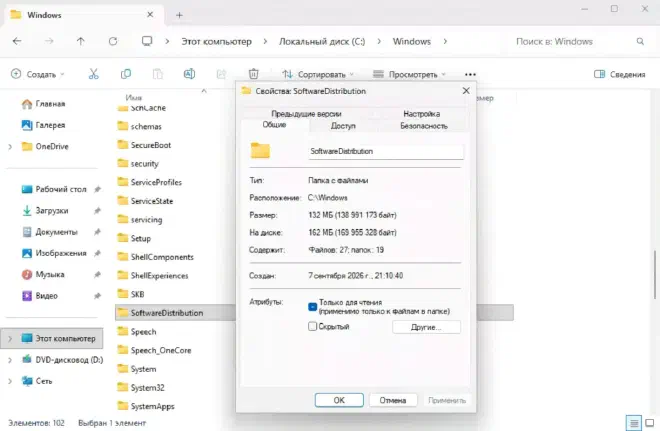 Windows
Этот компьютер > Локальный диск (C:) > Windows >
Поиск в: Windows
Создать
Сортировать
Просмотреть
Сведения
Свойства: SoftwareDistribution
Предыдущие версии
Настройка
Общие
Доступ
Безопасность
SoftwareDistribution
Тип: Папка с файлами
Расположение: C:\Windows
Размер: 132 МБ (138 991 173 байт)
На диске: 162 МБ (169 955 328 байт)
Содержит: Файлов: 27; папок: 19
Создан: 7 сентября 2026 г., 21:10:40
Атрибуты:
Только для чтения
(применимо только к файлам в папке)
Скрытый
Другие...
OK
Отмена
Применить
Главная
Галерея
OneDrive
Рабочий стол
Загрузки
Документы
Изображения
Музыка
Видео
Этот компьютер
DVD-дисковод (D:)
Сеть
Имя
SchCache
schemas
SecureBoot
security
ServiceProfiles
ServiceState
servicing
Setup
ShellComponents
ShellExperiences
SKB
SoftwareDistribution
Speech
Speech_OneCore
System
System32
SystemApps
Элементов: 102
Выбран 1 элемент